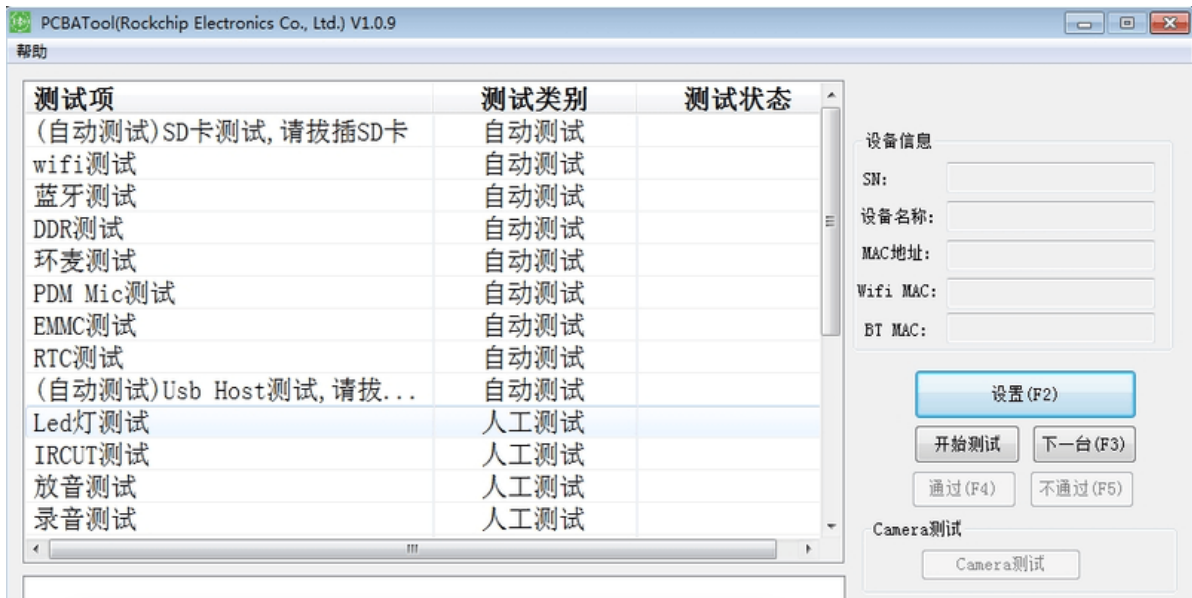 PCBATool(Rockchip Electronics Co., Ltd.) V1.0.9
帮助
测试项 测试类别 测试状态
(自动测试)SD卡测试,请拔插SD卡 自动测试
wifi测试 自动测试
蓝牙测试 自动测试
DDR测试 自动测试
环麦测试 自动测试
PDM Mic测试 自动测试
EMMC测试 自动测试
RTC测试 自动测试
(自动测试)Usb Host测试,请拔... 自动测试
Led灯测试 人工测试
IRCUT测试 人工测试
放音测试 人工测试
录音测试 人工测试
设备信息
SN:
设备名称:
MAC地址:
Wifi MAC:
BT MAC:
设置(F2)
开始测试 下一台(F3)
通过(F4) 不通过(F5)
Camera测试
Camera测试